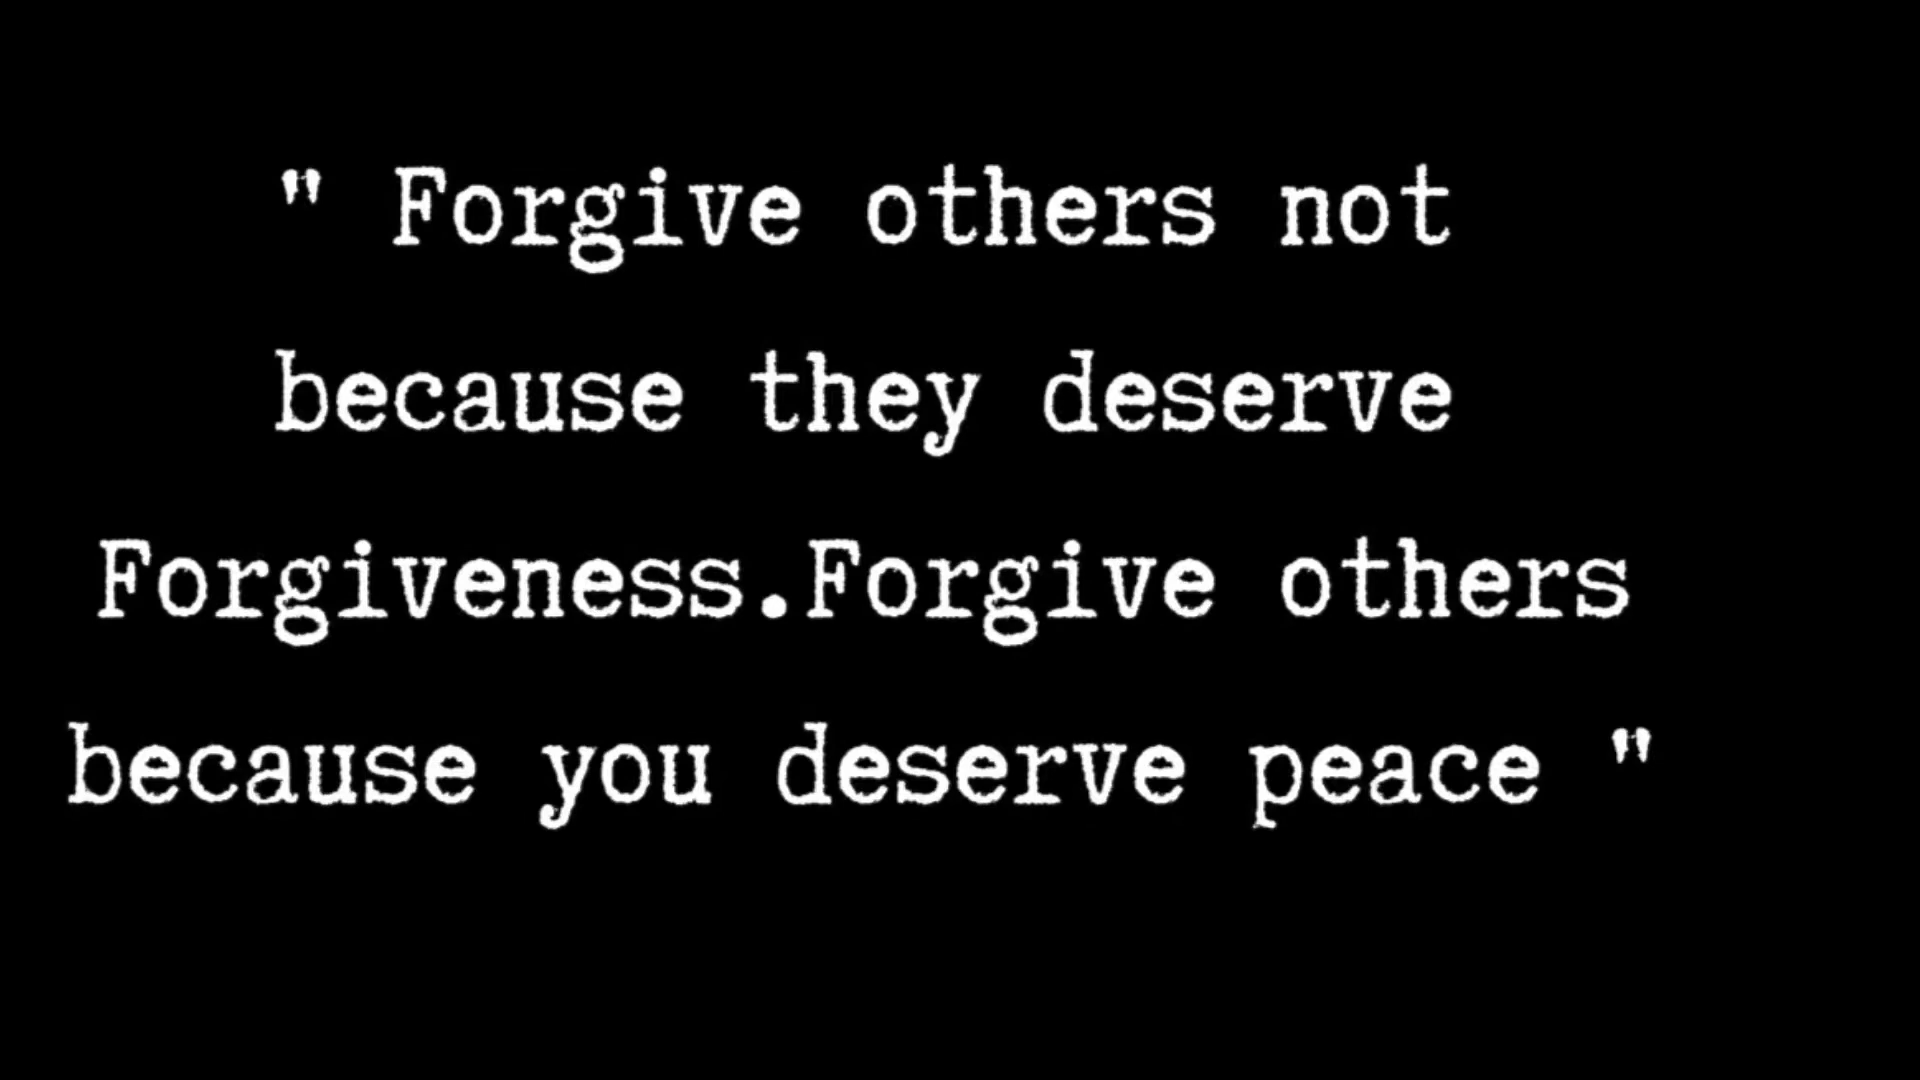 " Forgive others not
because they deserve
Forgiveness.Forgive others
because you deserve peace "